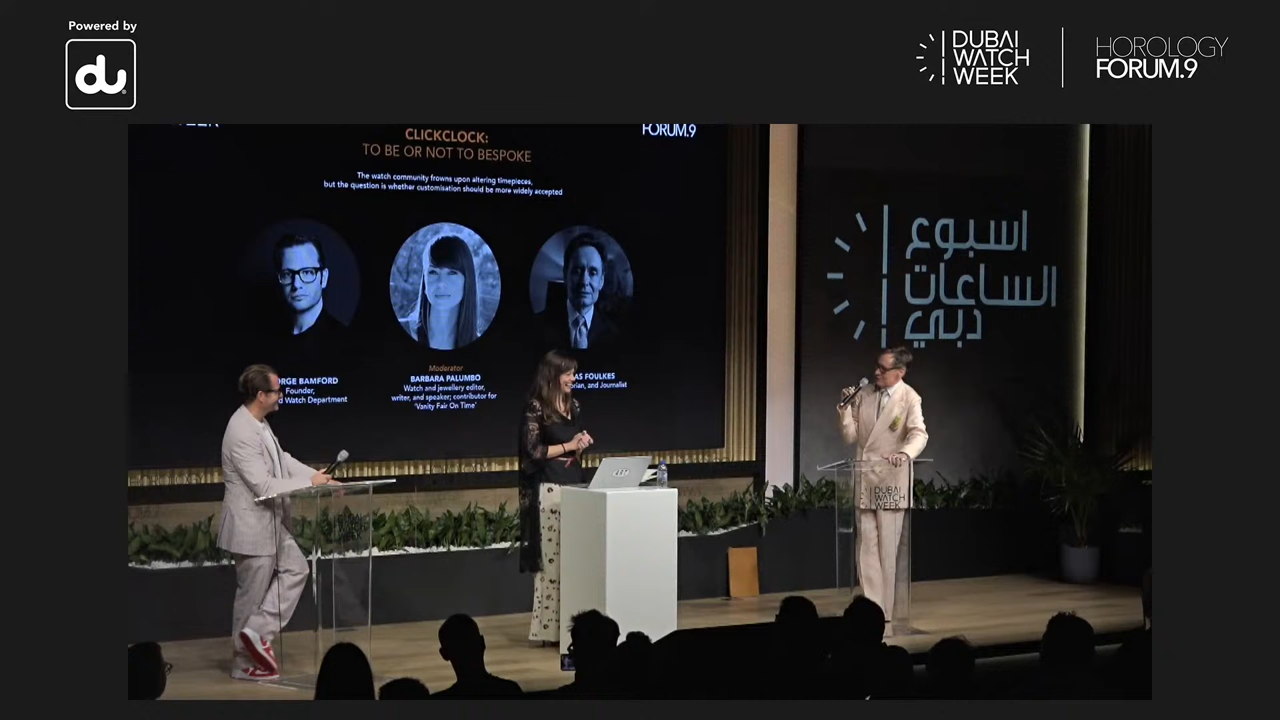 Powered by
du
DUBAI
WATCH
WEEK
HOROLOGY
FORUM.9
FORUM.9
CLICKCLOCK:
TO BE OR NOT TO BESPOKE
The watch community frowns upon altering timepieces,
but the question is whether customisation should be more widely accepted
BAMFORD
Founder,
Watch Department
Moderator
BARBARA PALUMBO
Watch and jewellery editor,
writer, and speaker; contributor for
'Vanity Fair On Time'
FOULKES
and Journalist
اسبوع
الساعات
دبي
DUBAI
WATCH
WEEK